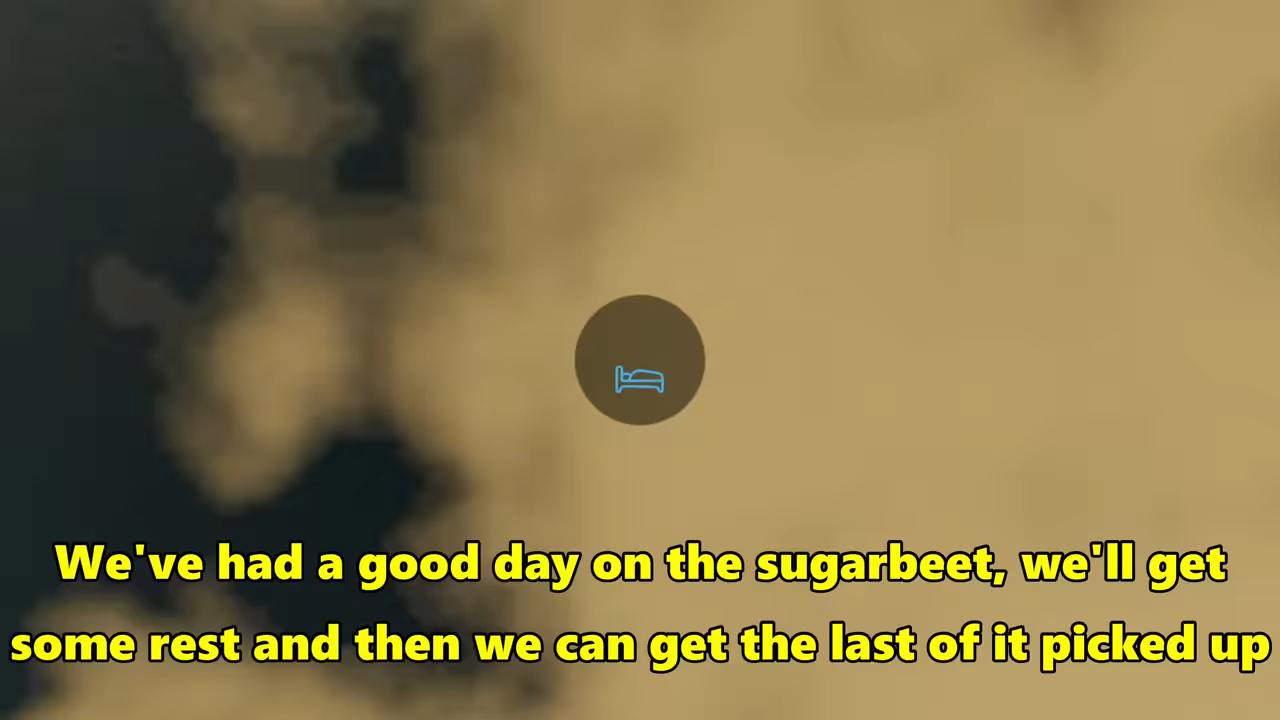 We've had a good day on the sugarbeet, we'll get
some rest and then we can get the last of it picked up